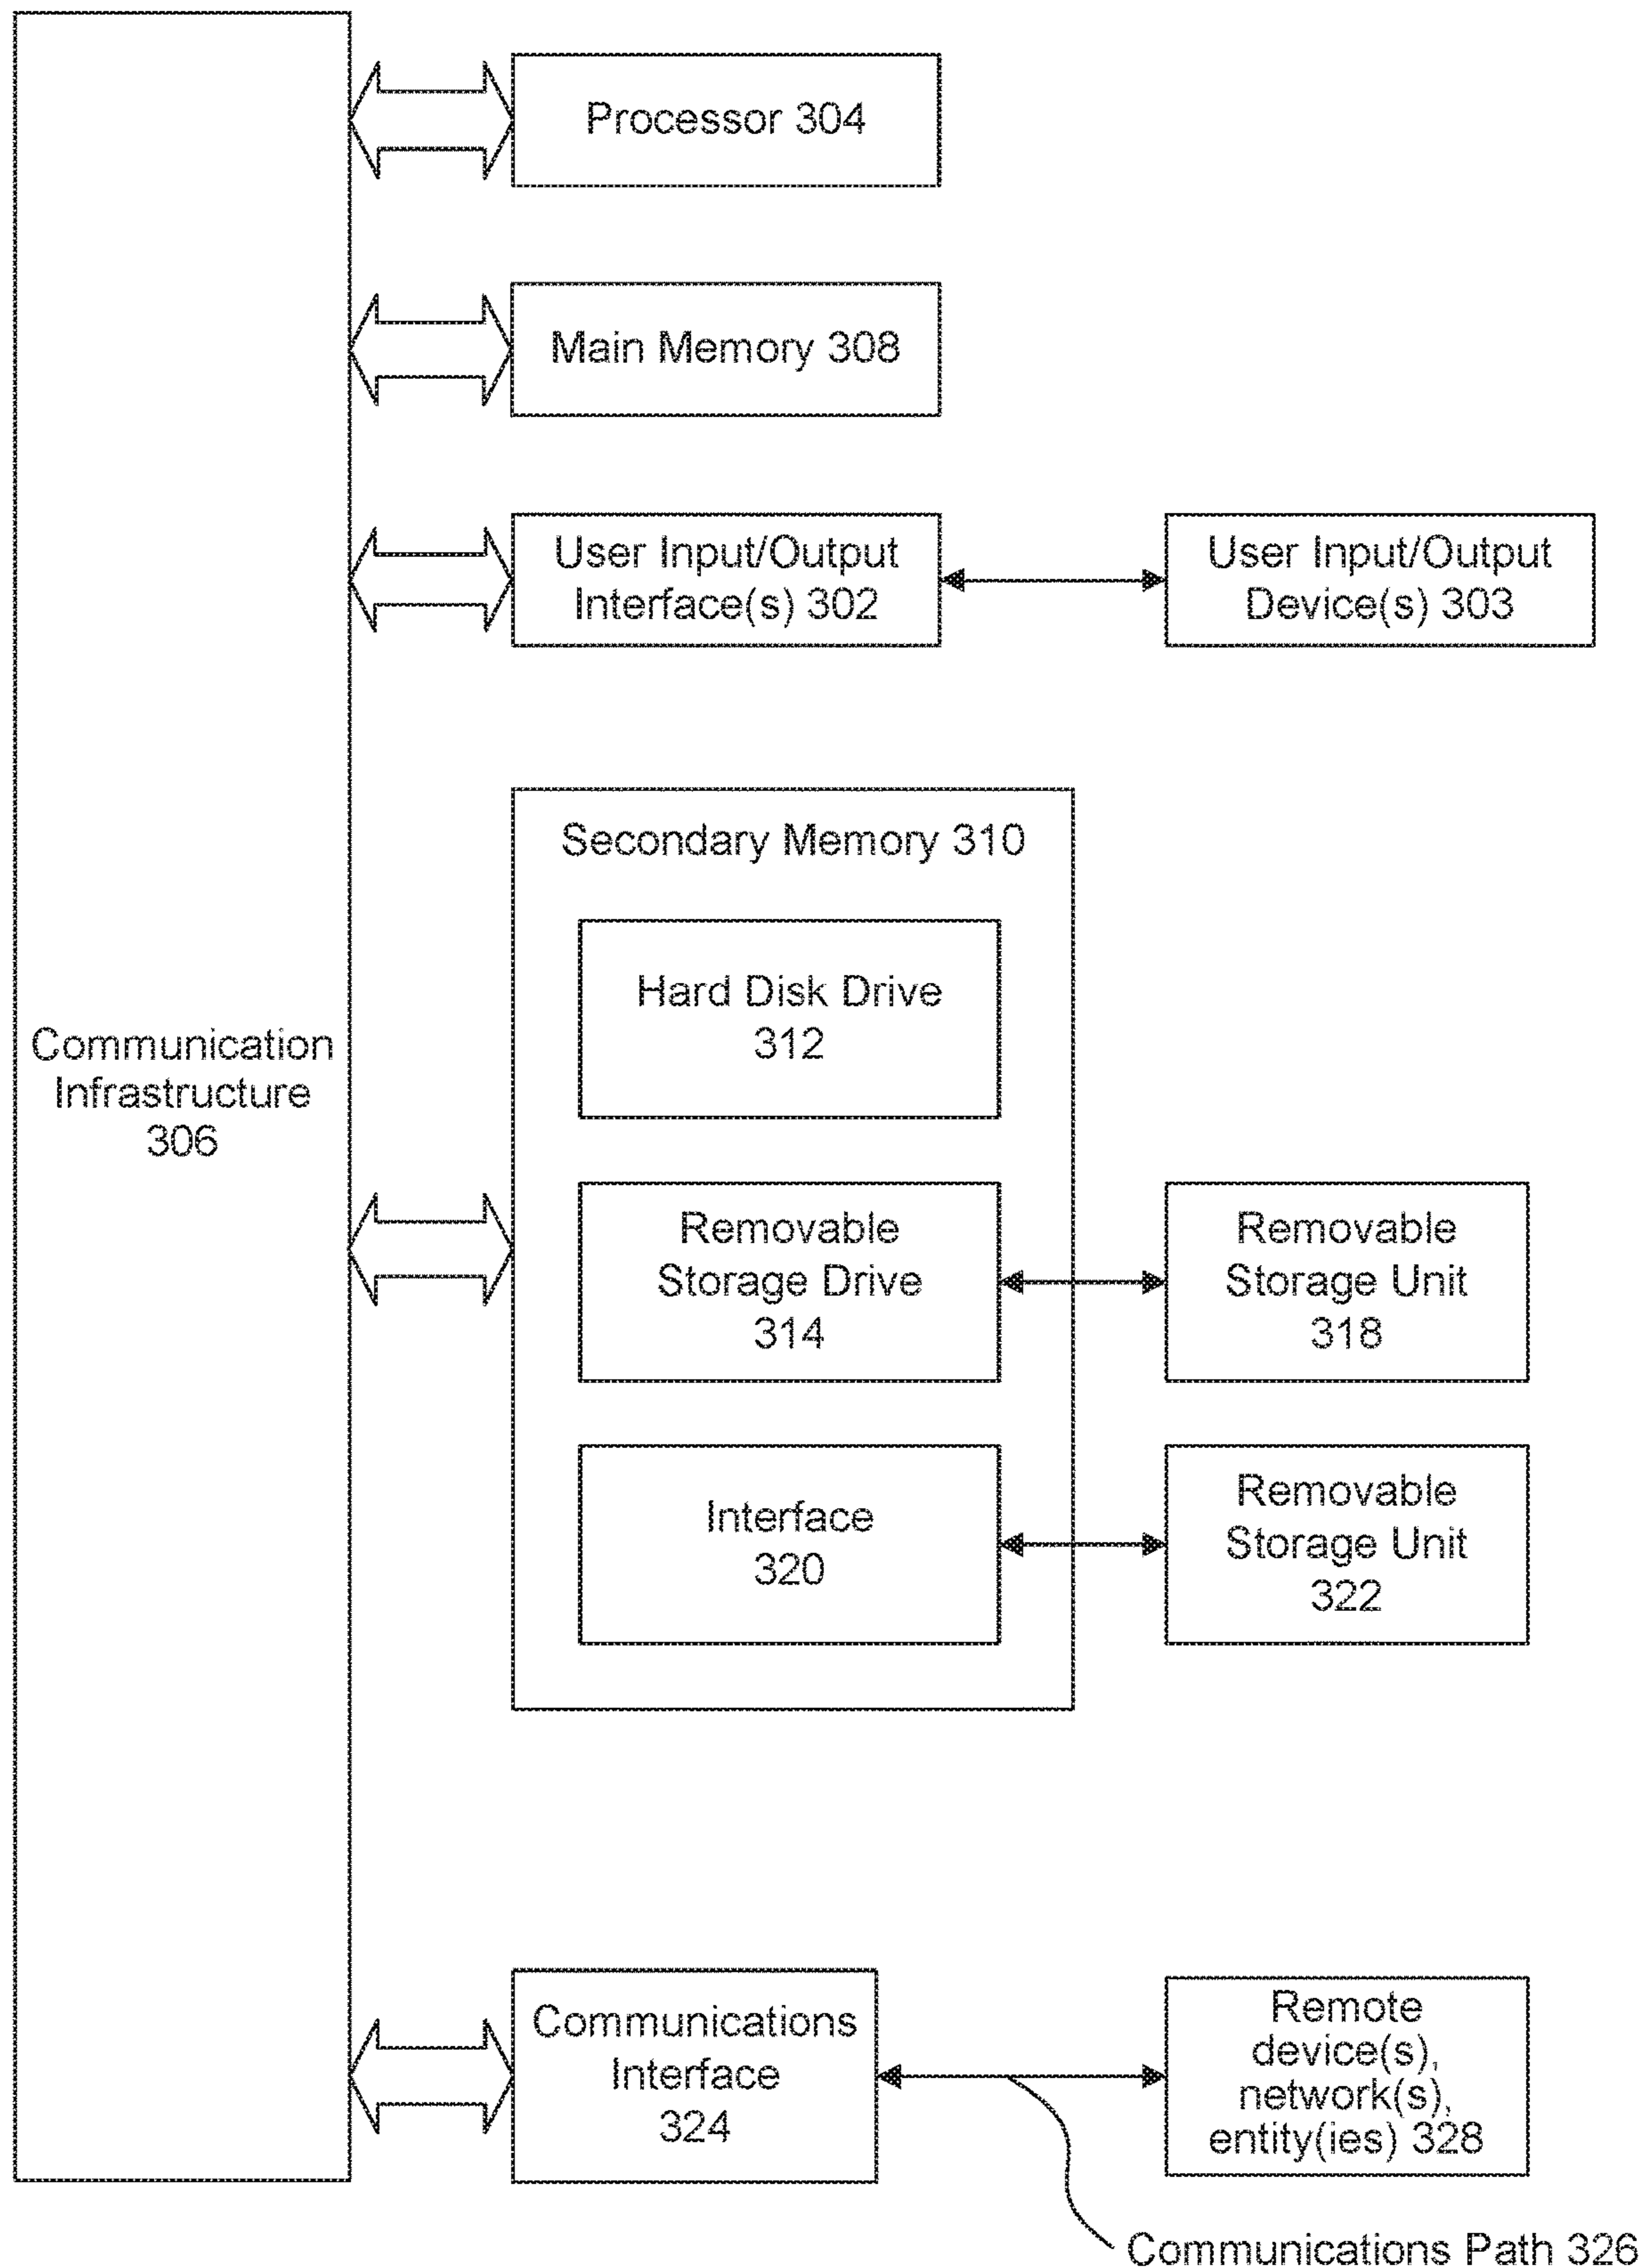 Processor 304
Main Memory 308
User Input/Output
Interface(s) 302
User Input/Output
Device(s) 303
Secondary Memory 310
Hard Disk Drive
312
Communication
Infrastructure
306
Removable
Storage Drive
314
Removable
Storage Unit
318
Interface
320
Removable
Storage Unit
322
Communications
Interface
324
Remote
device(s),
network(s),
entity(ies) 328
Communications Path 326